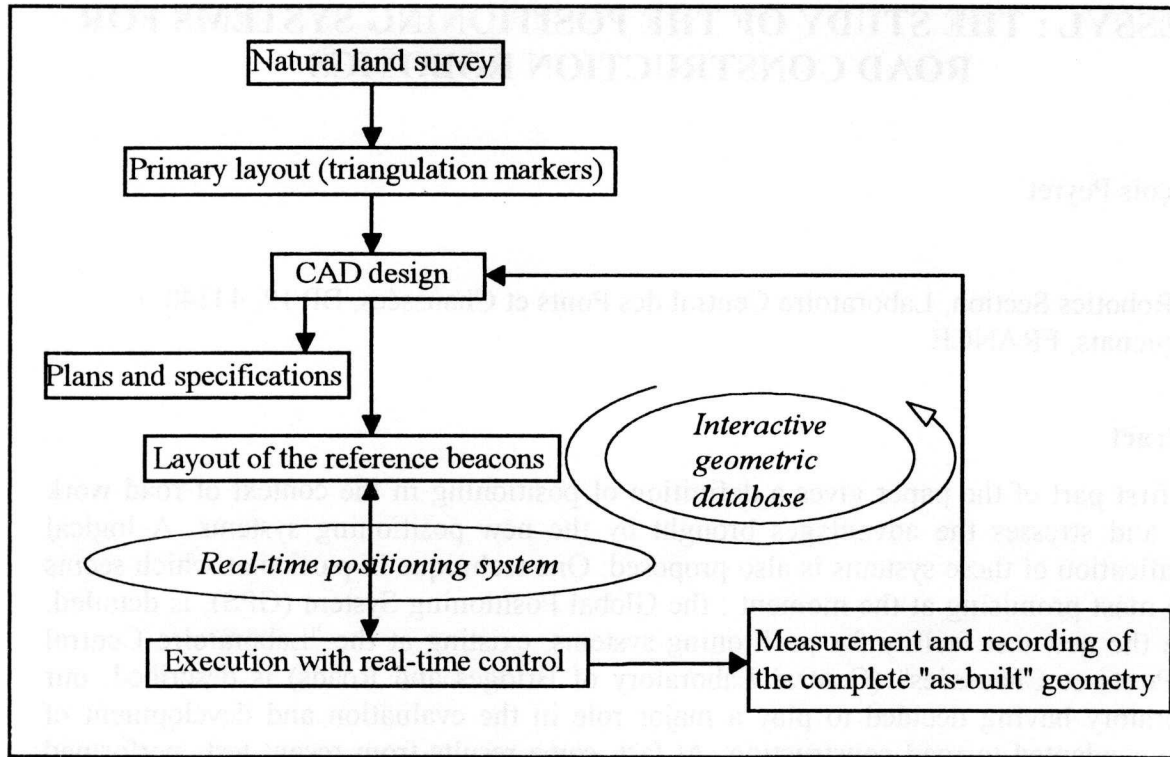 Natural land survey
Primary layout (triangulation markers)
CAD design
Plans and specifications
Layout of the reference beacons
Interactive
geometric
database
Real-time positioning system
Execution with real-time control
Measurement and recording of
the complete "as-built" geometry